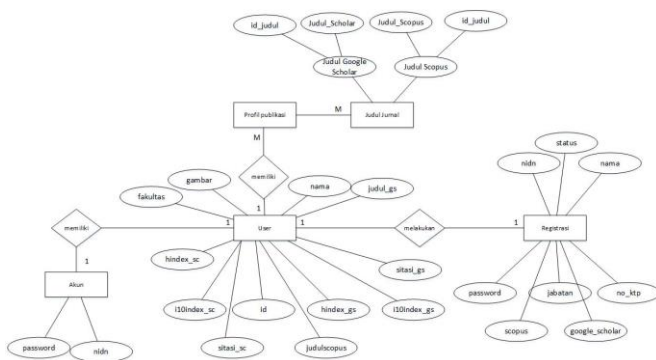 Judul_Scholar
Judul_Scopus
id_judul
id_judul
Judul Google
Scholar
Judul Scopus
Profil publikasi
M
Judul Jurnal
M
status
gambar
memiliki
nama
nidn
nama
fakultas
judul_gs
1
memiliki
1
User
1
melakukan
1
Registrasi
hindex_sc
sitasi_gs
1
Akun
password
jabatan
no_ktp
i10index_sc
id
hindex_gs
i10index_gs
scopus
google_scholar
password
nidn
sitasi_sc
judulscopus